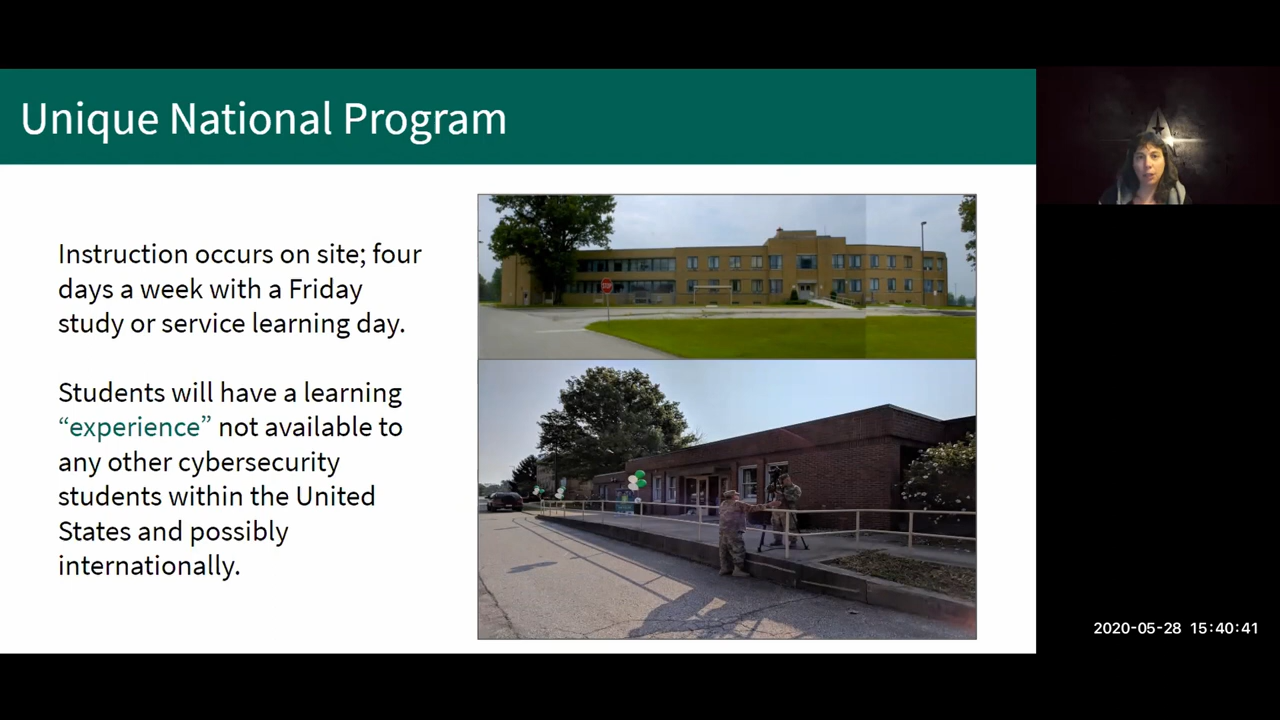 Unique National Program
Instruction occurs on site; four
days a week with a Friday
study or service learning day.
Students will have a learning
“experience” not available to
any other cybersecurity
students within the United
States and possibly
internationally.
2020-05-28 15:40:41